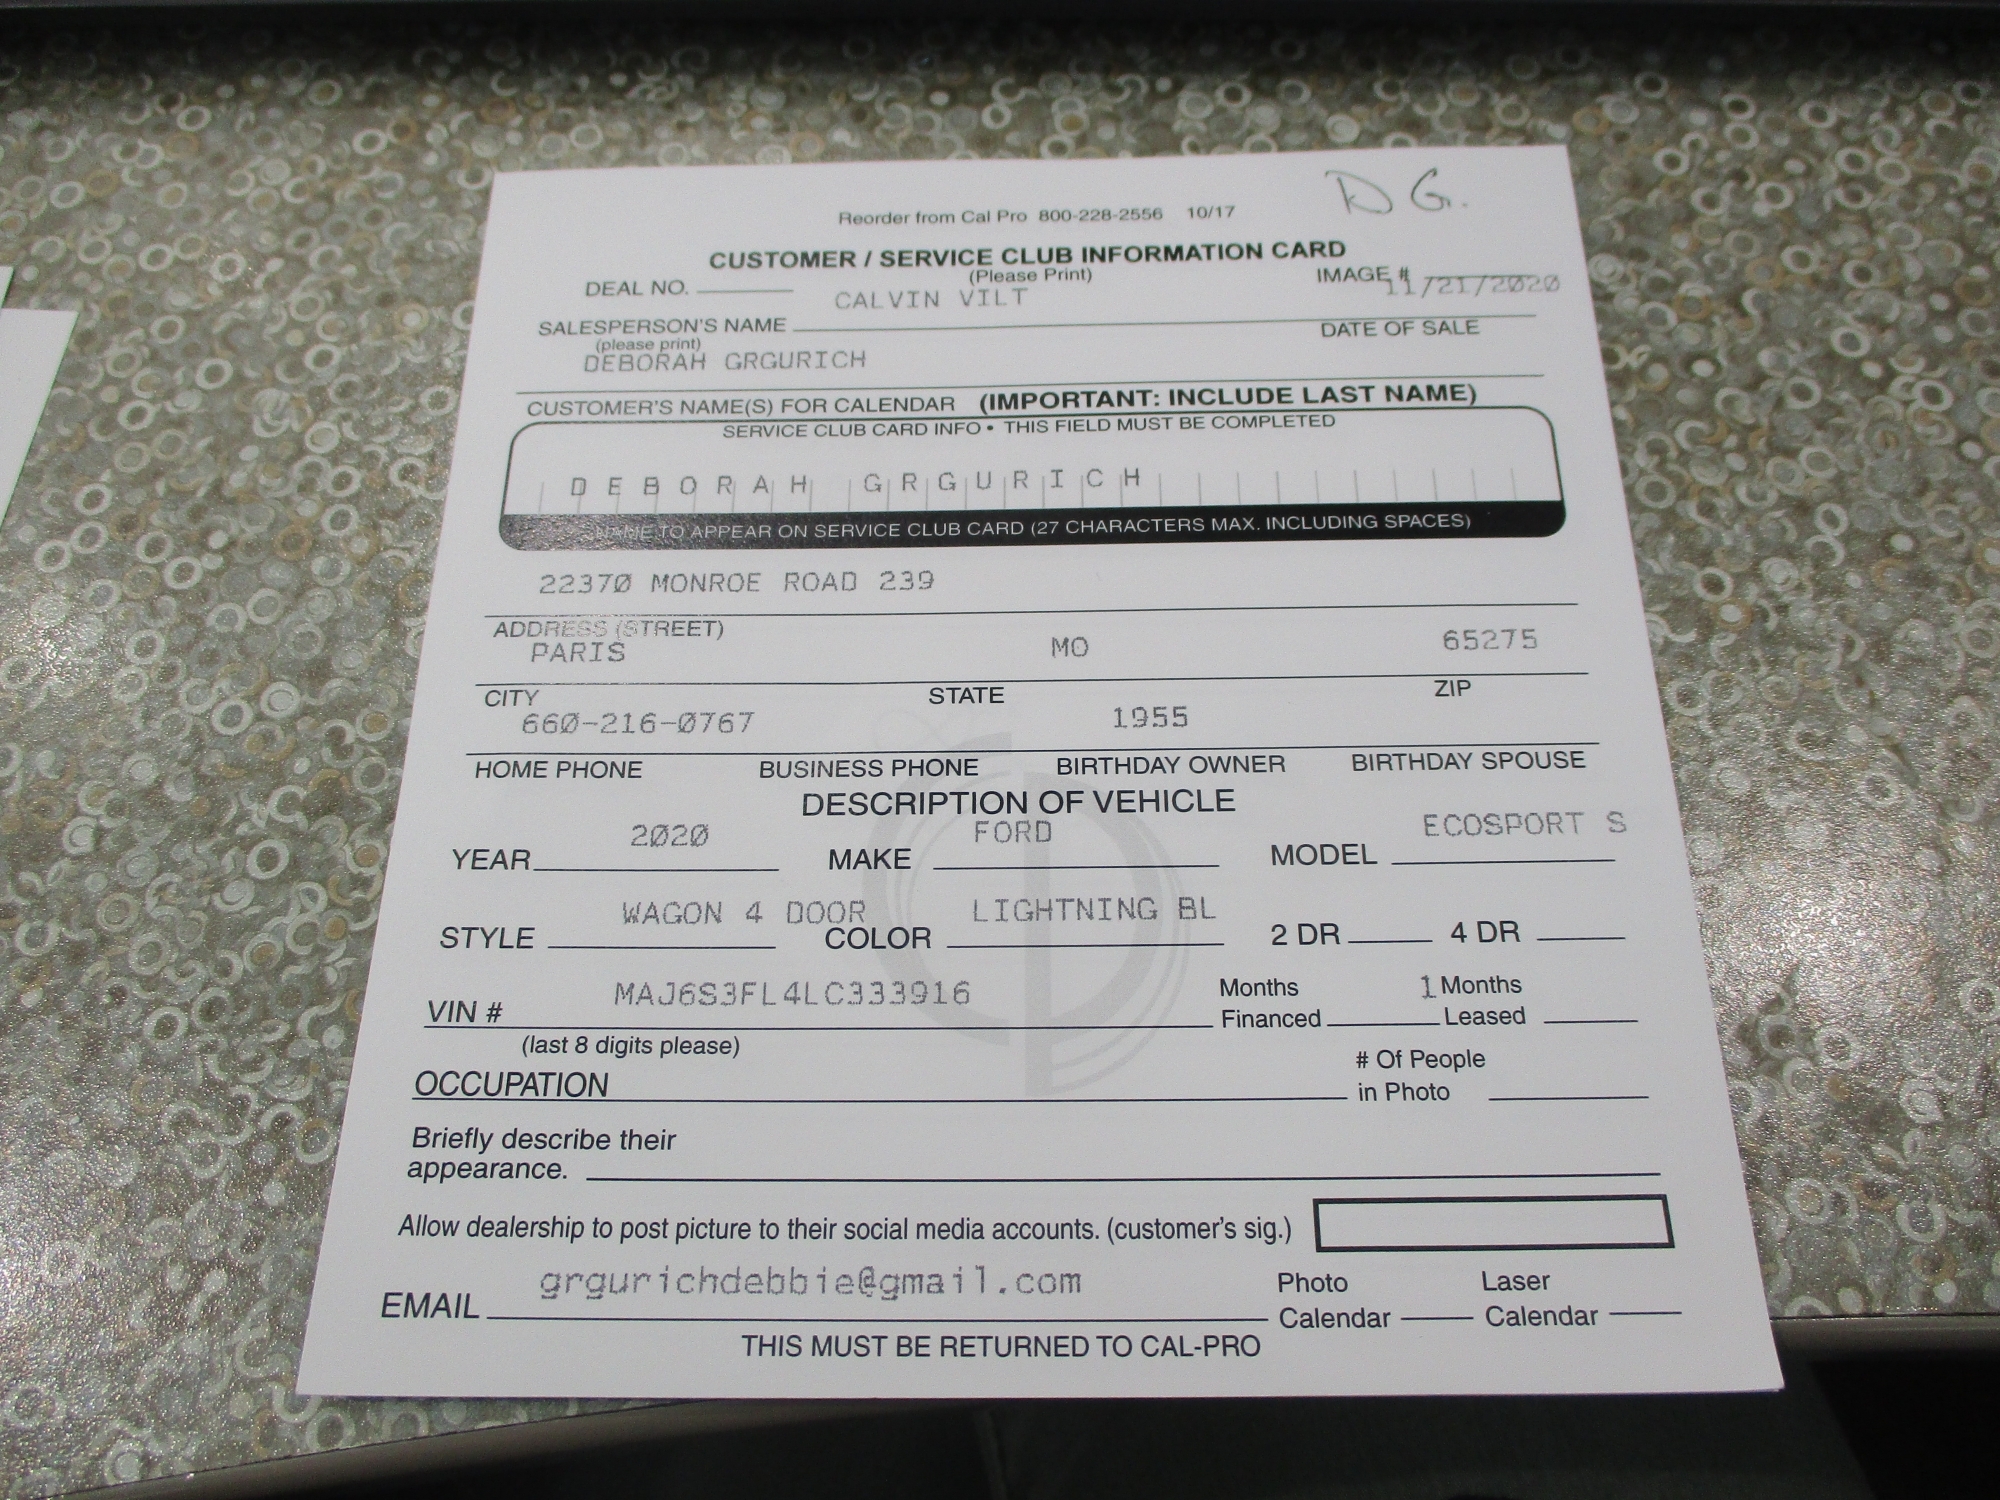 D G.
Reorder from Cal Pro 800-228-2556 10/17
CUSTOMER / SERVICE CLUB INFORMATION CARD
(Please Print)
DEAL NO. IMAGE #
CALVIN VILT 11/21/2020
SALESPERSON'S NAME DATE OF SALE
(please print)
DEBORAH GRGURICH
CUSTOMER'S NAME(S) FOR CALENDAR (IMPORTANT: INCLUDE LAST NAME)
SERVICE CLUB CARD INFO • THIS FIELD MUST BE COMPLETED
DEBORAH GRGURICH
NAME TO APPEAR ON SERVICE CLUB CARD (27 CHARACTERS MAX. INCLUDING SPACES)
22370 MONROE ROAD 239
ADDRESS (STREET)
PARIS MO 65275
CITY STATE ZIP
660-216-0767 1955
HOME PHONE BUSINESS PHONE BIRTHDAY OWNER BIRTHDAY SPOUSE
DESCRIPTION OF VEHICLE
2020 FORD ECOSPORT S
YEAR MAKE MODEL
WAGON 4 DOOR LIGHTNING BL
STYLE COLOR 2 DR 4 DR
MAJ6S3FL4LC333916 Months 1 Months
VIN # Financed Leased
(last 8 digits please)
# Of People
OCCUPATION in Photo
Briefly describe their
appearance.
Allow dealership to post picture to their social media accounts. (customer's sig.)
grgurichdebbie@gmail.com Photo Laser
EMAIL Calendar Calendar
THIS MUST BE RETURNED TO CAL-PRO